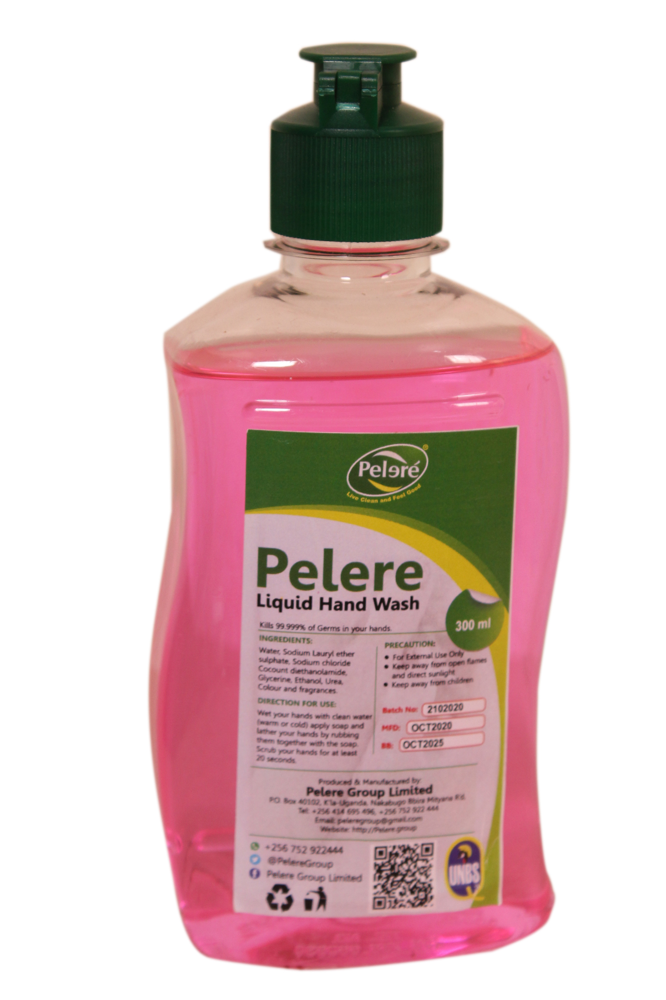 Peleré®
Live Clean and Feel Good
Pelere
Liquid Hand Wash
300 ml
Kills 99.999% of Germs in your hands.
INGREDIENTS:
Water, Sodium Lauryl ether
sulphate, Sodium chloride
Cocount diethanolamide,
Glycerine, Ethanol, Urea,
Colour and fragrances.
DIRECTION FOR USE:
Wet your hands with clean water
(warm or cold) apply soap and
lather your hands by rubbing
them together with the soap.
Scrub your hands for at least
20 seconds.
PRECAUTION:
• For External Use Only
• Keep away from open flames
and direct sunlight
• Keep away from children
Batch No: 2102020
MFD: OCT2020
BB: OCT2025
Produced & Manufactured by:
Pelere Group Limited
P.O. Box 40102, K'la-Uganda, Nakabugo Bbira Mityana Rd.
Tel: +256 414 695 496, +256 752 922 444
Email: peleregroup@gmail.com
Website: http://Pelere.group
+256 752 922444
@PelereGroup
Pelere Group Limited
UNBS